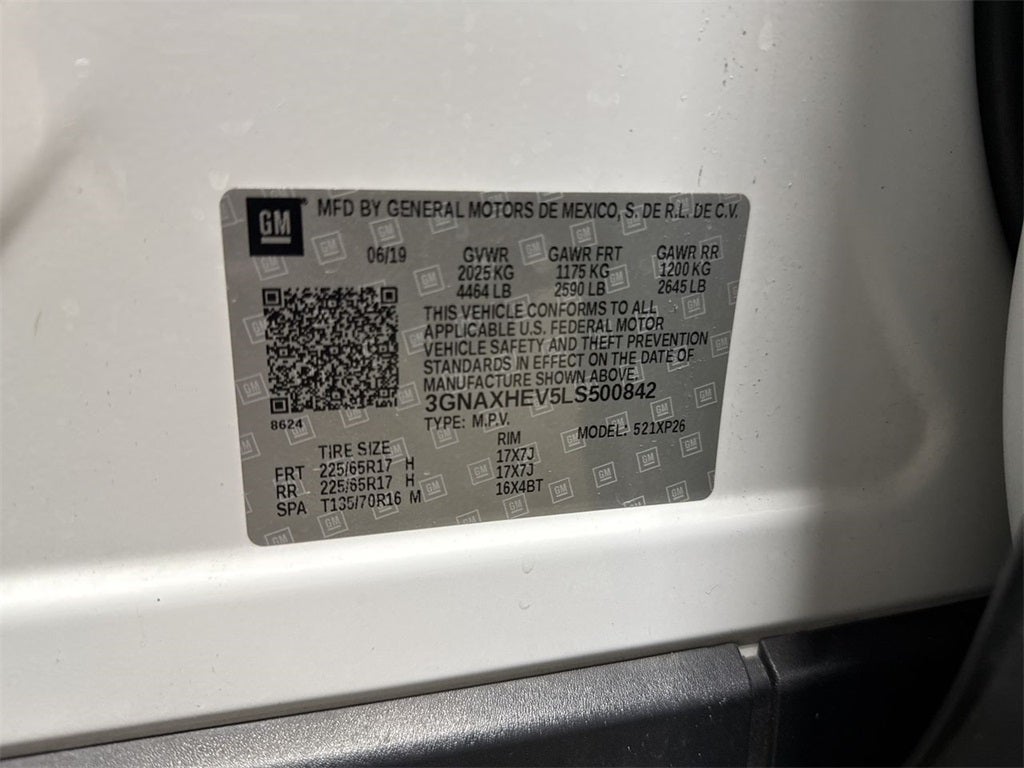 GM MFD BY GENERAL MOTORS DE MEXICO, S. DE R.L. DE C.V.
06/19 GVWR GAWR FRT GAWR RR
2025 KG 1175 KG 1200 KG
4464 LB 2590 LB 2645 LB
THIS VEHICLE CONFORMS TO ALL
APPLICABLE U.S. FEDERAL MOTOR
VEHICLE SAFETY AND THEFT PREVENTION
STANDARDS IN EFFECT ON THE DATE OF
MANUFACTURE SHOWN ABOVE.
3GNAXHEV5LS500842
8624 TYPE: M.P.V. MODEL: 521XP26
TIRE SIZE RIM
FRT 225/65R17 H 17X7J
RR 225/65R17 H 17X7J
SPA T135/70R16 M 16X4BT